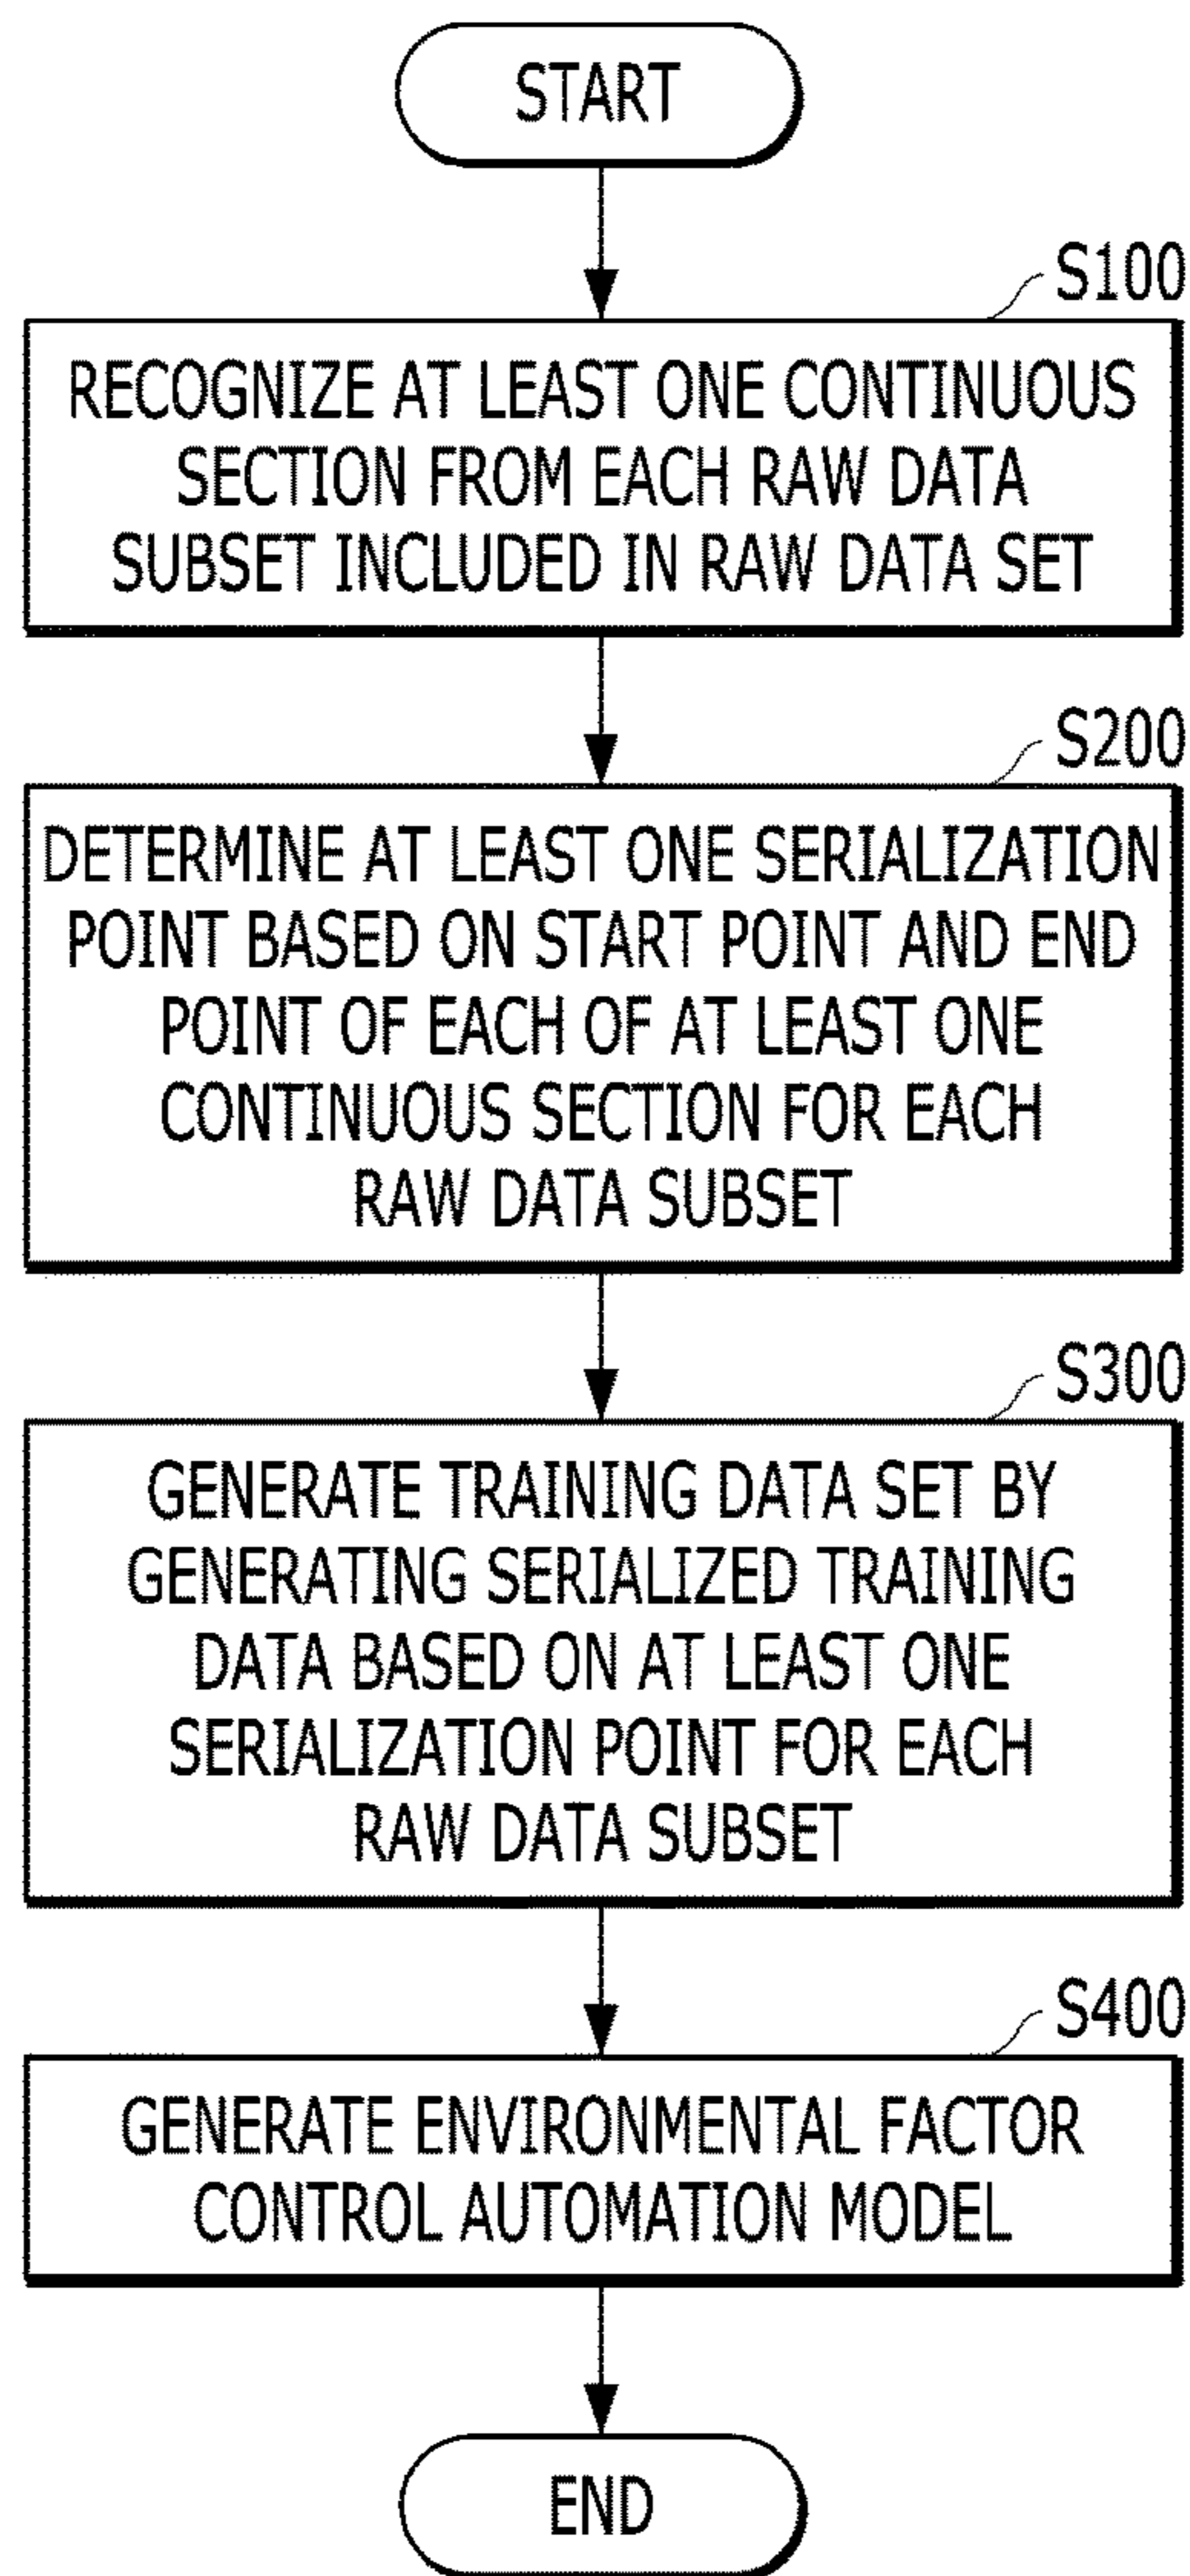 START
S100
RECOGNIZE AT LEAST ONE CONTINUOUS
SECTION FROM EACH RAW DATA
SUBSET INCLUDED IN RAW DATA SET
S200
DETERMINE AT LEAST ONE SERIALIZATION
POINT BASED ON START POINT AND END
POINT OF EACH OF AT LEAST ONE
CONTINUOUS SECTION FOR EACH
RAW DATA SUBSET
S300
GENERATE TRAINING DATA SET BY
GENERATING SERIALIZED TRAINING
DATA BASED ON AT LEAST ONE
SERIALIZATION POINT FOR EACH
RAW DATA SUBSET
S400
GENERATE ENVIRONMENTAL FACTOR
CONTROL AUTOMATION MODEL
END